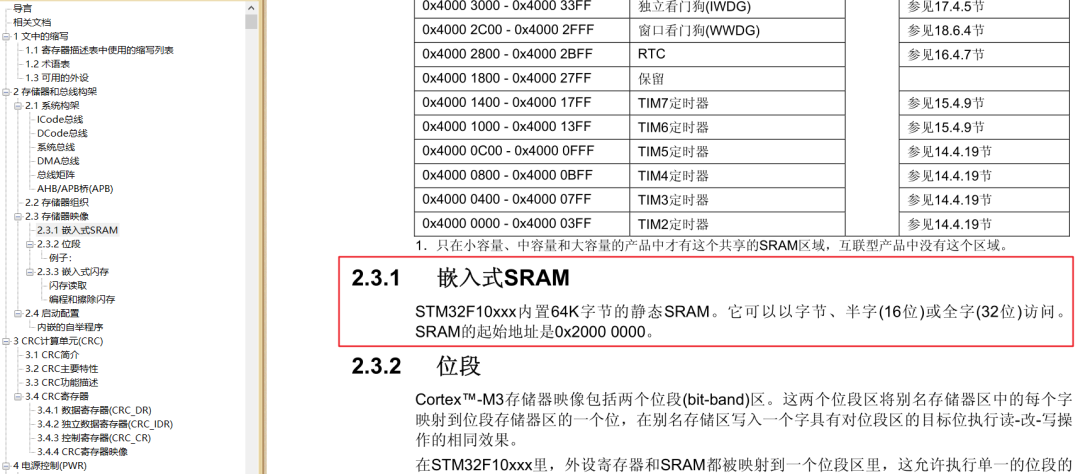 导言
相关文档
1 文中的缩写
1.1 寄存器描述表中使用的缩写列表
1.2 术语表
1.3 可用的外设
2 存储器和总线构架
2.1 系统构架
ICode总线
DCode总线
系统总线
DMA总线
总线矩阵
AHB/APB桥(APB)
2.2 存储器组织
2.3 存储器映像
2.3.1 嵌入式SRAM
2.3.2 位段
例子：
2.3.3 嵌入式闪存
闪存读取
编程和擦除闪存
2.4 启动配置
内嵌的自举程序
3 CRC计算单元(CRC)
3.1 CRC简介
3.2 CRC主要特性
3.3 CRC功能描述
3.4 CRC寄存器
3.4.1 数据寄存器(CRC_DR)
3.4.2 独立数据寄存器(CRC_IDR)
3.4.3 控制寄存器(CRC_CR)
3.4.4 CRC寄存器映像
4 电源控制(PWR)
0x4000 3000 - 0x4000 33FF 独立看门狗(IWDG) 参见17.4.5节
0x4000 2C00 - 0x4000 2FFF 窗口看门狗(WWDG) 参见18.6.4节
0x4000 2800 - 0x4000 2BFF RTC 参见16.4.7节
0x4000 1800 - 0x4000 27FF 保留
0x4000 1400 - 0x4000 17FF TIM7定时器 参见15.4.9节
0x4000 1000 - 0x4000 13FF TIM6定时器 参见15.4.9节
0x4000 0C00 - 0x4000 0FFF TIM5定时器 参见14.4.19节
0x4000 0800 - 0x4000 0BFF TIM4定时器 参见14.4.19节
0x4000 0400 - 0x4000 07FF TIM3定时器 参见14.4.19节
0x4000 0000 - 0x4000 03FF TIM2定时器 参见14.4.19节
1. 只在小容量、中容量和大容量的产品中才有这个共享的SRAM区域，互联型产品中没有这个区域。
2.3.1 嵌入式SRAM
STM32F10xxx内置64K字节的静态SRAM。它可以以字节、半字(16位)或全字(32位)访问。
SRAM的起始地址是0x2000 0000。
2.3.2 位段
Cortex™-M3存储器映像包括两个位段(bit-band)区。这两个位段区将别名存储器区中的每个字
映射到位段存储器区的一个位，在别名存储区写入一个字具有对位段区的目标位执行读-改-写操
作的相同效果。
在STM32F10xxx里，外设寄存器和SRAM都被映射到一个位段区里，这允许执行单一的位段的